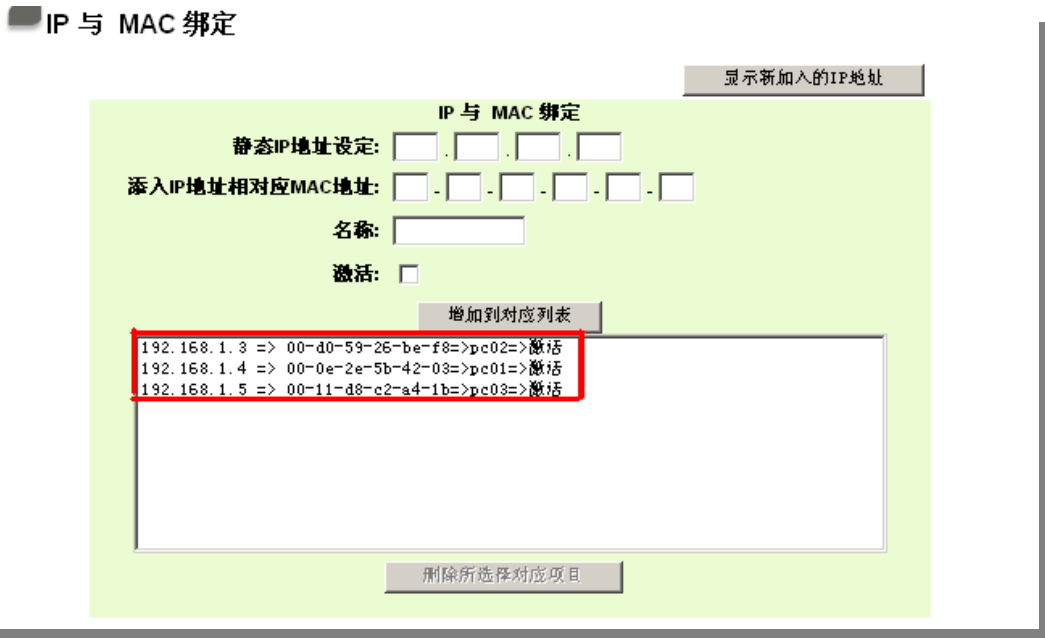 IP 与 MAC 绑定
显示新加入的IP地址
IP 与 MAC 绑定
静态IP地址设定: . . .
添入IP地址相对应MAC地址: - - - - -
名称:
激活:
增加到对应列表
192.168.1.3 => 00-d0-59-26-be-f8=>pc02=>激活
192.168.1.4 => 00-0e-2e-5b-42-03=>pc01=>激活
192.168.1.5 => 00-11-d8-c2-a4-1b=>pc03=>激活
删除所选择对应项目